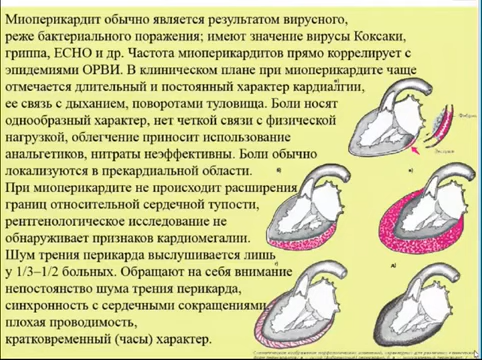 Миоперикардит обычно является результатом вирусного,
реже бактериального поражения; имеют значение вирусы Коксаки,
гриппа, ECHO и др. Частота миоперикардитов прямо коррелирует с
эпидемиями ОРВИ. В клиническом плане при миоперикардите чаще
отмечается длительный и постоянный характер кардиалгии,
ее связь с дыханием, поворотами туловища. Боли носят
однообразный характер, нет четкой связи с физической
нагрузкой, облегчение приносит использование
анальгетиков, нитраты неэффективны. Боли обычно
локализуются в прекардиальной области.
При миоперикардите не происходит расширения
границ относительной сердечной тупости,
рентгенологическое исследование не
обнаруживает признаков кардиомегалии.
Шум трения перикарда выслушивается лишь
у 1/3–1/2 больных. Обращают на себя внимание
непостоянство шума трения перикарда,
синхронность с сердечными сокращениями,
плохая проводимость,
кратковременный (часы) характер.